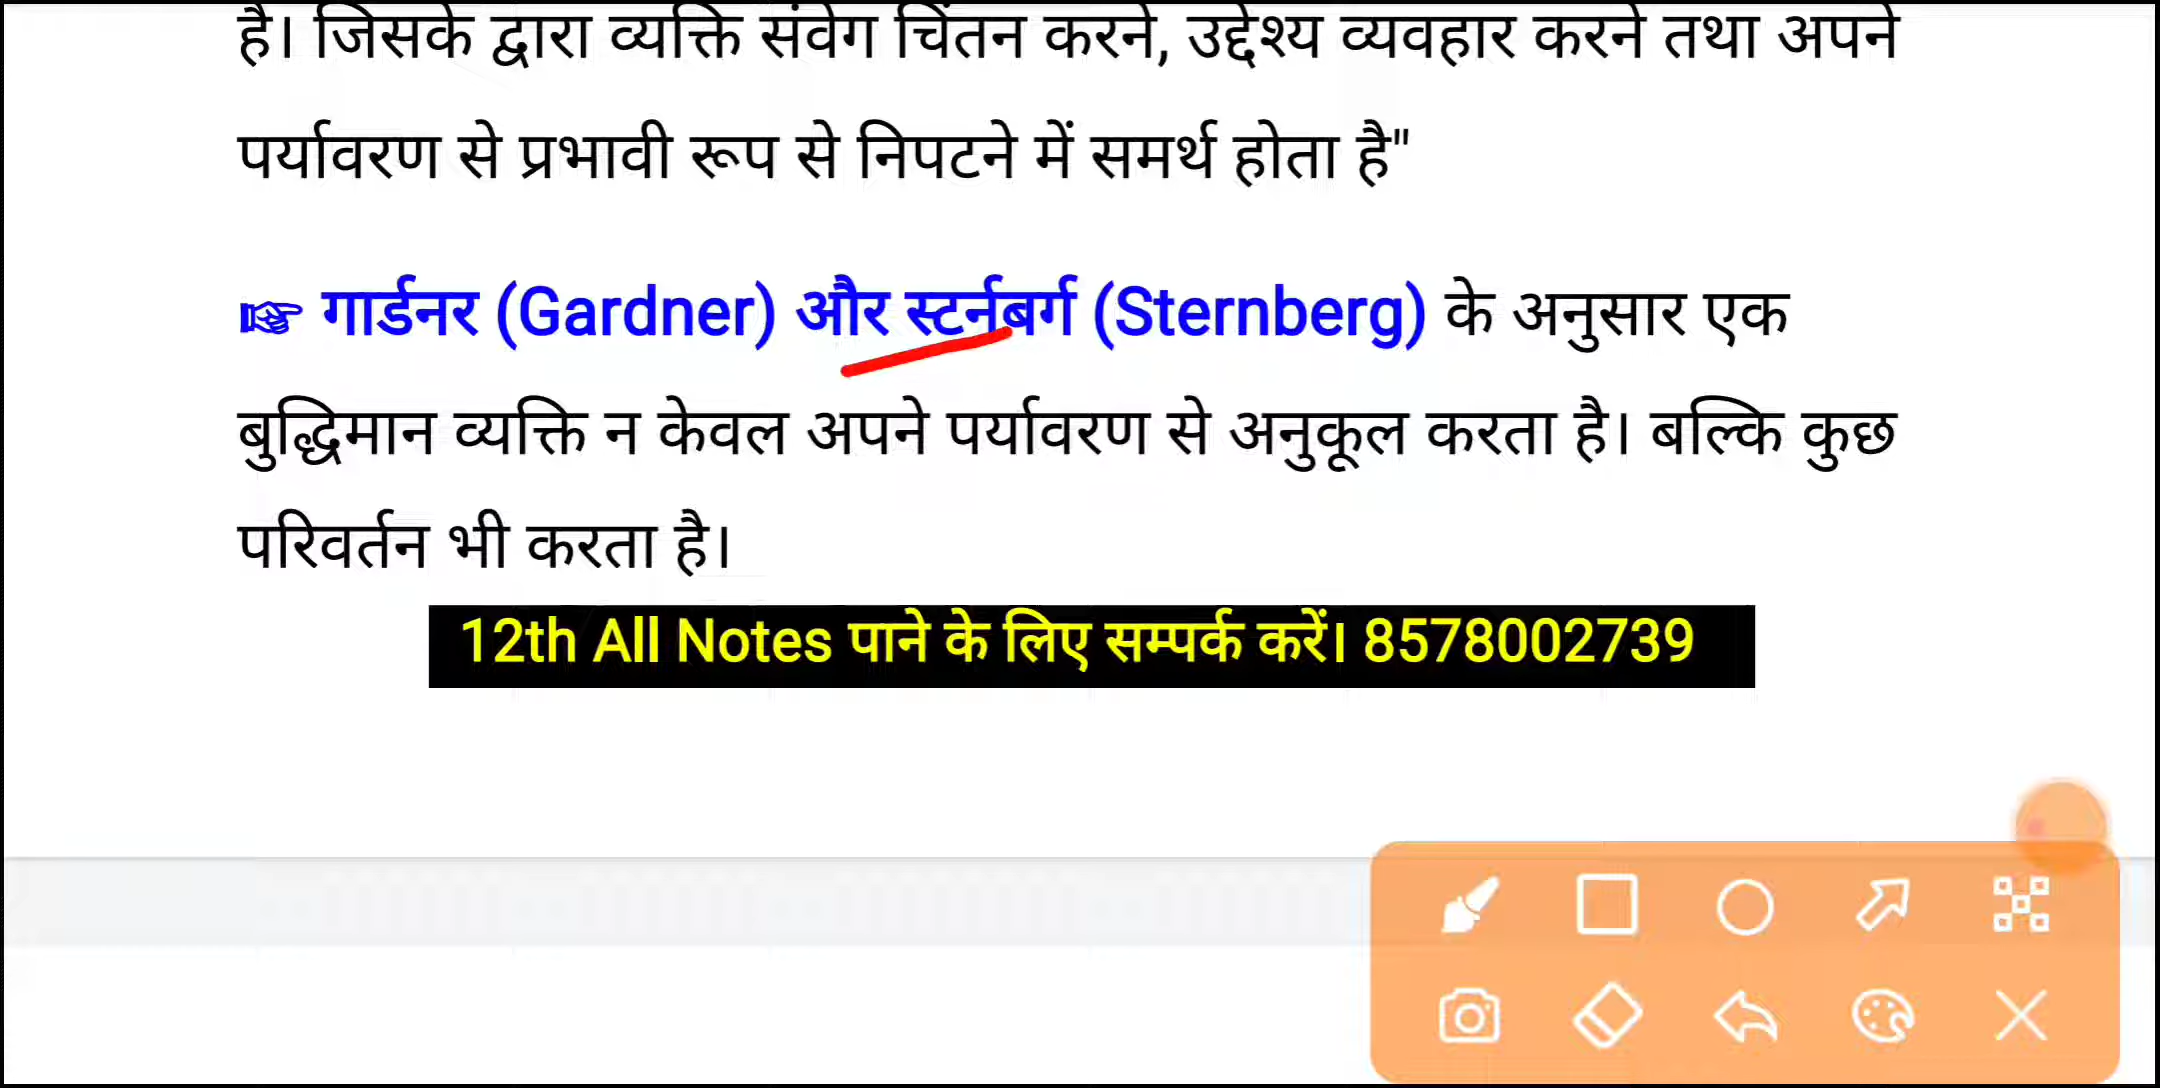 है। जिसके द्वारा व्यक्ति संवेग चिंतन करने, उद्देश्य व्यवहार करने तथा अपने
पर्यावरण से प्रभावी रूप से निपटने में समर्थ होता है"
☞ गार्डनर (Gardner) और स्टर्नबर्ग (Sternberg) के अनुसार एक
बुद्धिमान व्यक्ति न केवल अपने पर्यावरण से अनुकूल करता है। बल्कि कुछ
परिवर्तन भी करता है।
12th All Notes पाने के लिए सम्पर्क करें। 8578002739